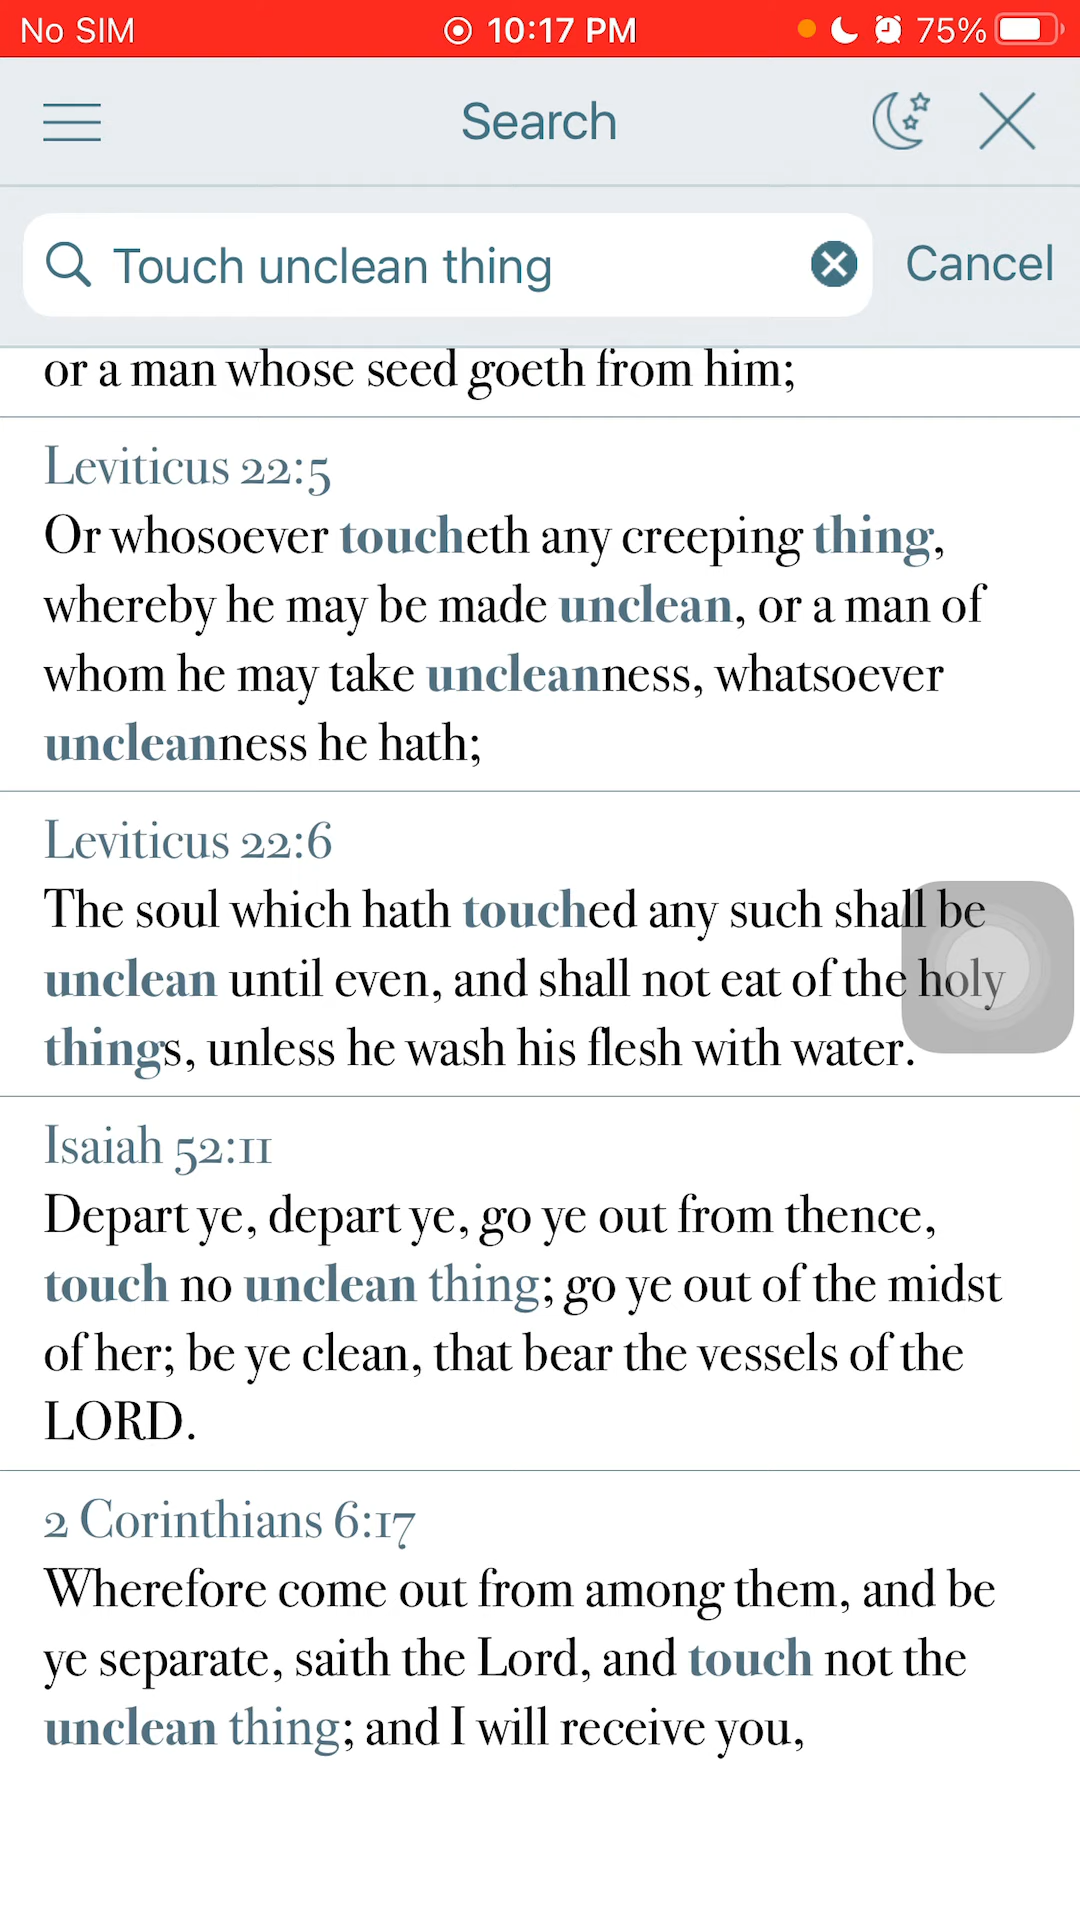 No SIM 10:17 PM 75%
Search
Touch unclean thing Cancel
or a man whose seed goeth from him;
Leviticus 22:5
Or whosoever toucheth any creeping thing,
whereby he may be made unclean, or a man of
whom he may take uncleanness, whatsoever
uncleanness he hath;
Leviticus 22:6
The soul which hath touched any such shall be
unclean until even, and shall not eat of the holy
things, unless he wash his flesh with water.
Isaiah 52:11
Depart ye, depart ye, go ye out from thence,
touch no unclean thing; go ye out of the midst
of her; be ye clean, that bear the vessels of the
LORD.
2 Corinthians 6:17
Wherefore come out from among them, and be
ye separate, saith the Lord, and touch not the
unclean thing; and I will receive you,